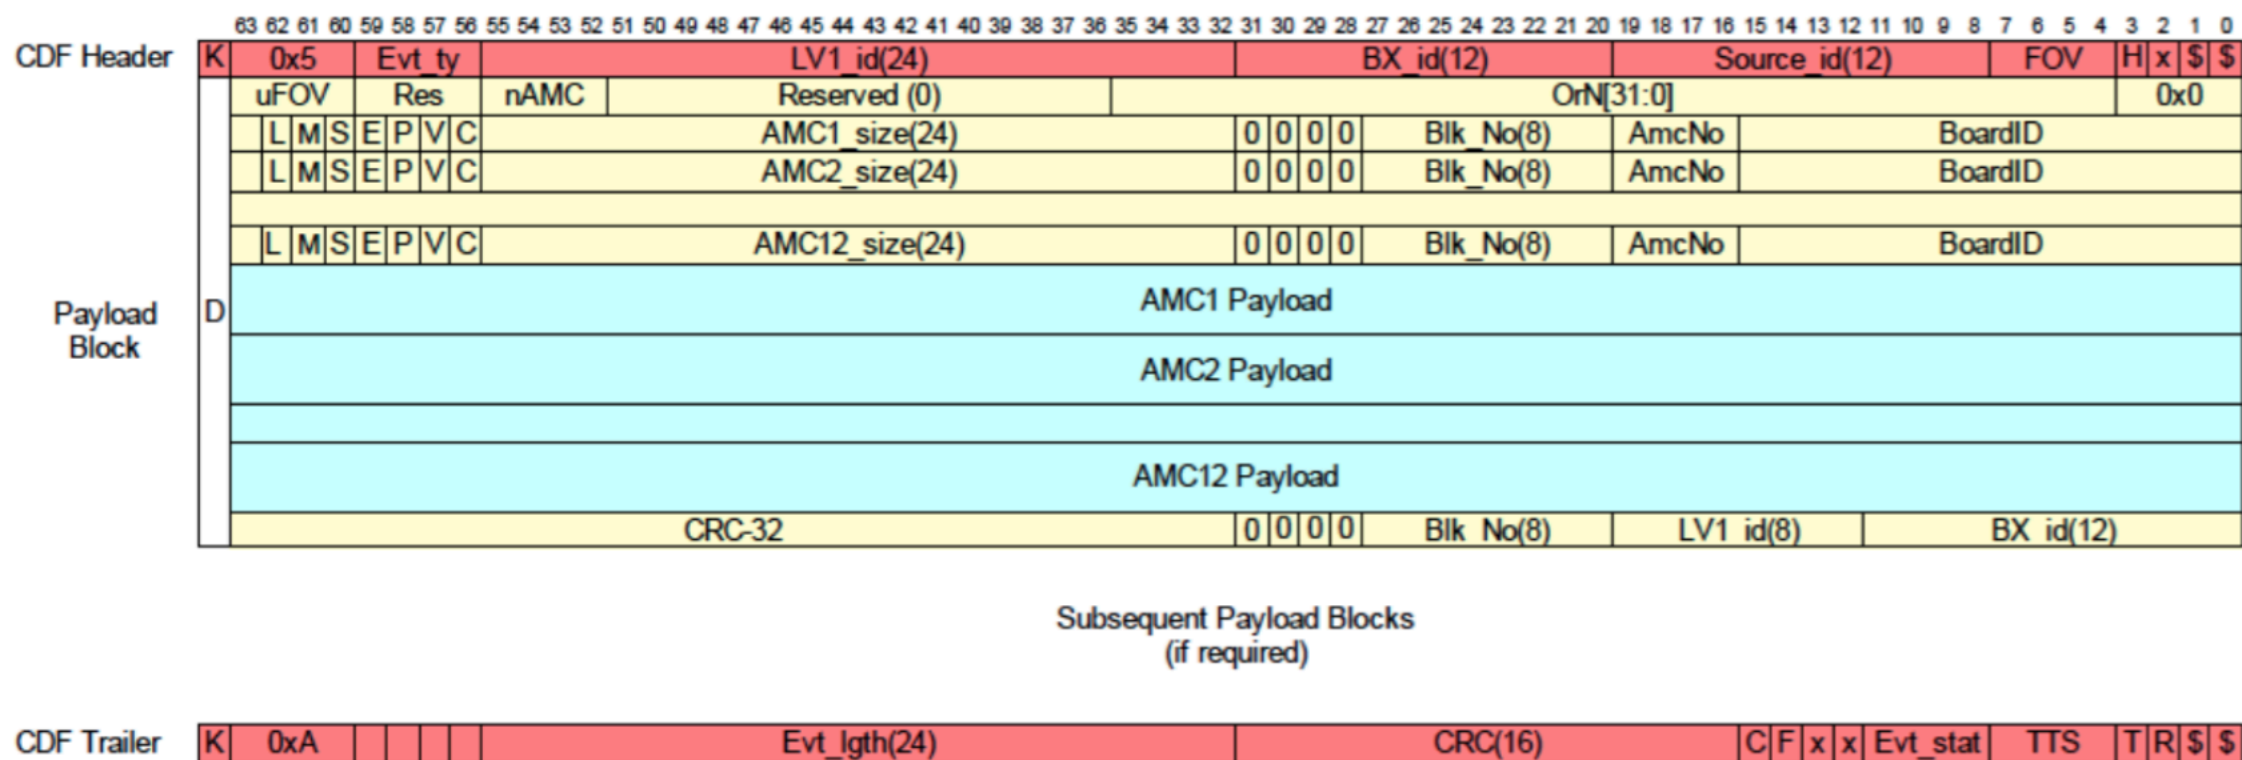 63 62 61 60 59 58 57 56 55 54 53 52 51 50 49 48 47 46 45 44 43 42 41 40 39 38 37 36 35 34 33 32 31 30 29 28 27 26 25 24 23 22 21 20 19 18 17 16 15 14 13 12 11 10 9 8 7 6 5 4 3 2 1 0
CDF Header K 0x5 Evt_ty LV1_id(24) BX_id(12) Source_id(12) FOV H x $ $
uFOV Res nAMC Reserved (0) OrN[31:0] 0x0
L M S E P V C AMC1_size(24) 0 0 0 0 Blk_No(8) AmcNo BoardID
L M S E P V C AMC2_size(24) 0 0 0 0 Blk_No(8) AmcNo BoardID
L M S E P V C AMC12_size(24) 0 0 0 0 Blk_No(8) AmcNo BoardID
AMC1 Payload
Payload D
Block
AMC2 Payload
AMC12 Payload
CRC-32 0 0 0 0 Blk_No(8) LV1_id(8) BX_id(12)
Subsequent Payload Blocks
(if required)
CDF Trailer K 0xA Evt_lgth(24) CRC(16) C F x x Evt_stat TTS T R $ $